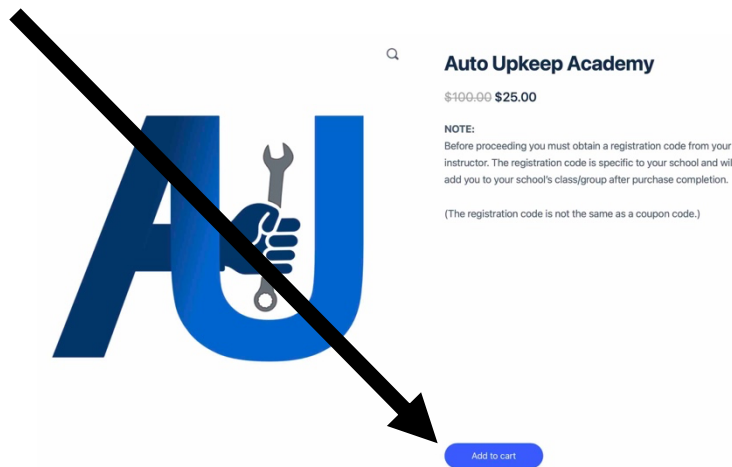 Auto Upkeep Academy
$100.00 $25.00
NOTE:
Before proceeding you must obtain a registration code from your
instructor. The registration code is specific to your school and wil
add you to your school's class/group after purchase completion.
(The registration code is not the same as a coupon code.)
AU
Add to cart